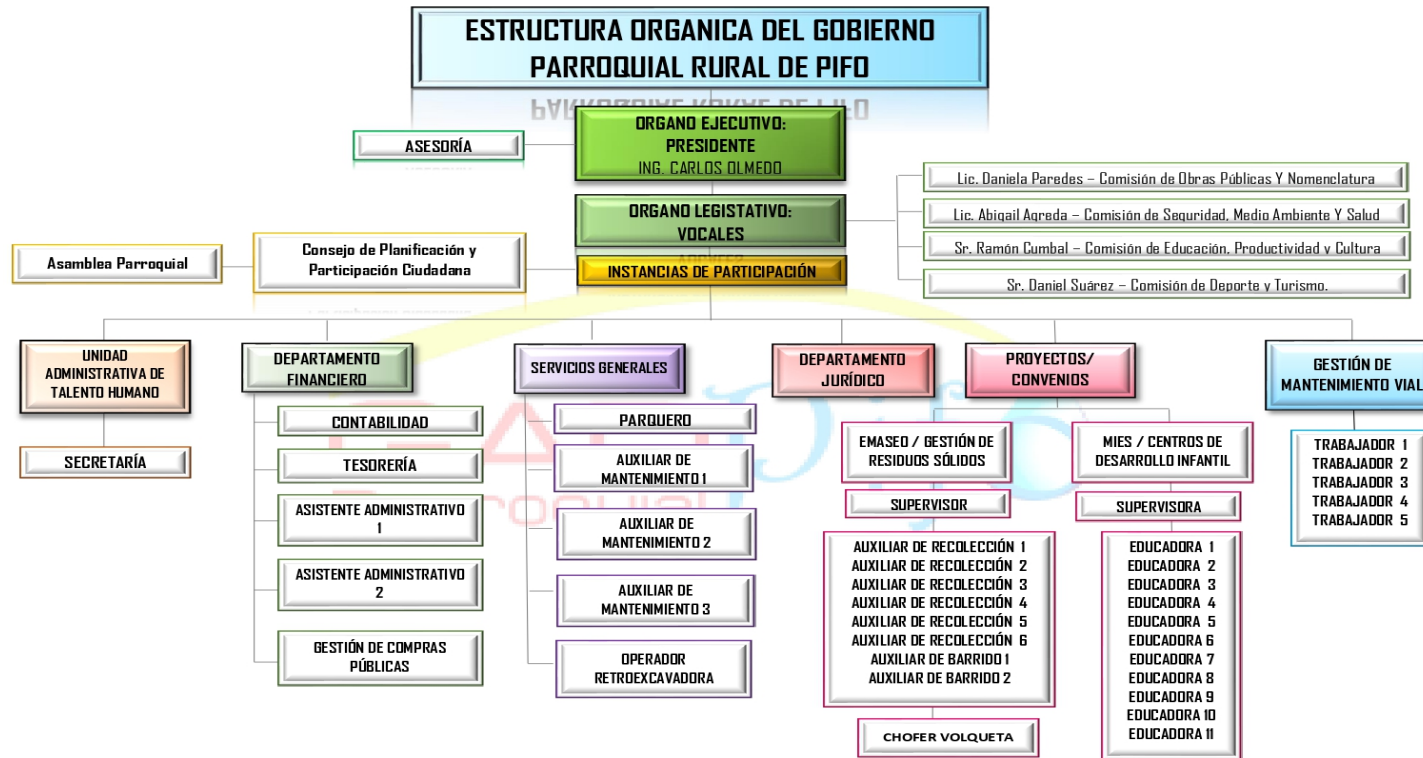 ESTRUCTURA ORGANICA DEL GOBIERNO
PARROQUIAL RURAL DE PIFO
ORGANO EJECUTIVO:
PRESIDENTE
ING. CARLOS OLMEDO
ASESORÍA
ORGANO LEGISTATIVO:
VOCALES
Lic. Daniela Paredes – Comisión de Obras Públicas Y Nomenclatura
Lic. Abigail Agreda – Comisión de Seguridad, Medio Ambiente Y Salud
Sr. Ramón Cumbal – Comisión de Educación, Productividad y Cultura
Sr. Daniel Suárez – Comisión de Deporte y Turismo.
Asamblea Parroquial
Consejo de Planificación y
Participación Ciudadana
INSTANCIAS DE PARTICIPACIÓN
UNIDAD
ADMINISTRATIVA DE
TALENTO HUMANO
SECRETARÍA
DEPARTAMENTO
FINANCIERO
CONTABILIDAD
TESORERÍA
ASISTENTE ADMINISTRATIVO
1
ASISTENTE ADMINISTRATIVO
2
GESTIÓN DE COMPRAS
PÚBLICAS
SERVICIOS GENERALES
PARQUERO
AUXILIAR DE
MANTENIMIENTO 1
AUXILIAR DE
MANTENIMIENTO 2
AUXILIAR DE
MANTENIMIENTO 3
OPERADOR
RETROEXCAVADORA
DEPARTAMENTO
JURÍDICO
PROYECTOS/
CONVENIOS
EMASEO / GESTIÓN DE
RESIDUOS SÓLIDOS
SUPERVISOR
AUXILIAR DE RECOLECCIÓN 1
AUXILIAR DE RECOLECCIÓN 2
AUXILIAR DE RECOLECCIÓN 3
AUXILIAR DE RECOLECCIÓN 4
AUXILIAR DE RECOLECCIÓN 5
AUXILIAR DE RECOLECCIÓN 6
AUXILIAR DE BARRIDO 1
AUXILIAR DE BARRIDO 2
CHOFER VOLQUETA
MIES / CENTROS DE
DESARROLLO INFANTIL
SUPERVISORA
EDUCADORA 1
EDUCADORA 2
EDUCADORA 3
EDUCADORA 4
EDUCADORA 5
EDUCADORA 6
EDUCADORA 7
EDUCADORA 8
EDUCADORA 9
EDUCADORA 10
EDUCADORA 11
GESTIÓN DE
MANTENIMIENTO VIAL
TRABAJADOR 1
TRABAJADOR 2
TRABAJADOR 3
TRABAJADOR 4
TRABAJADOR 5
Pifo